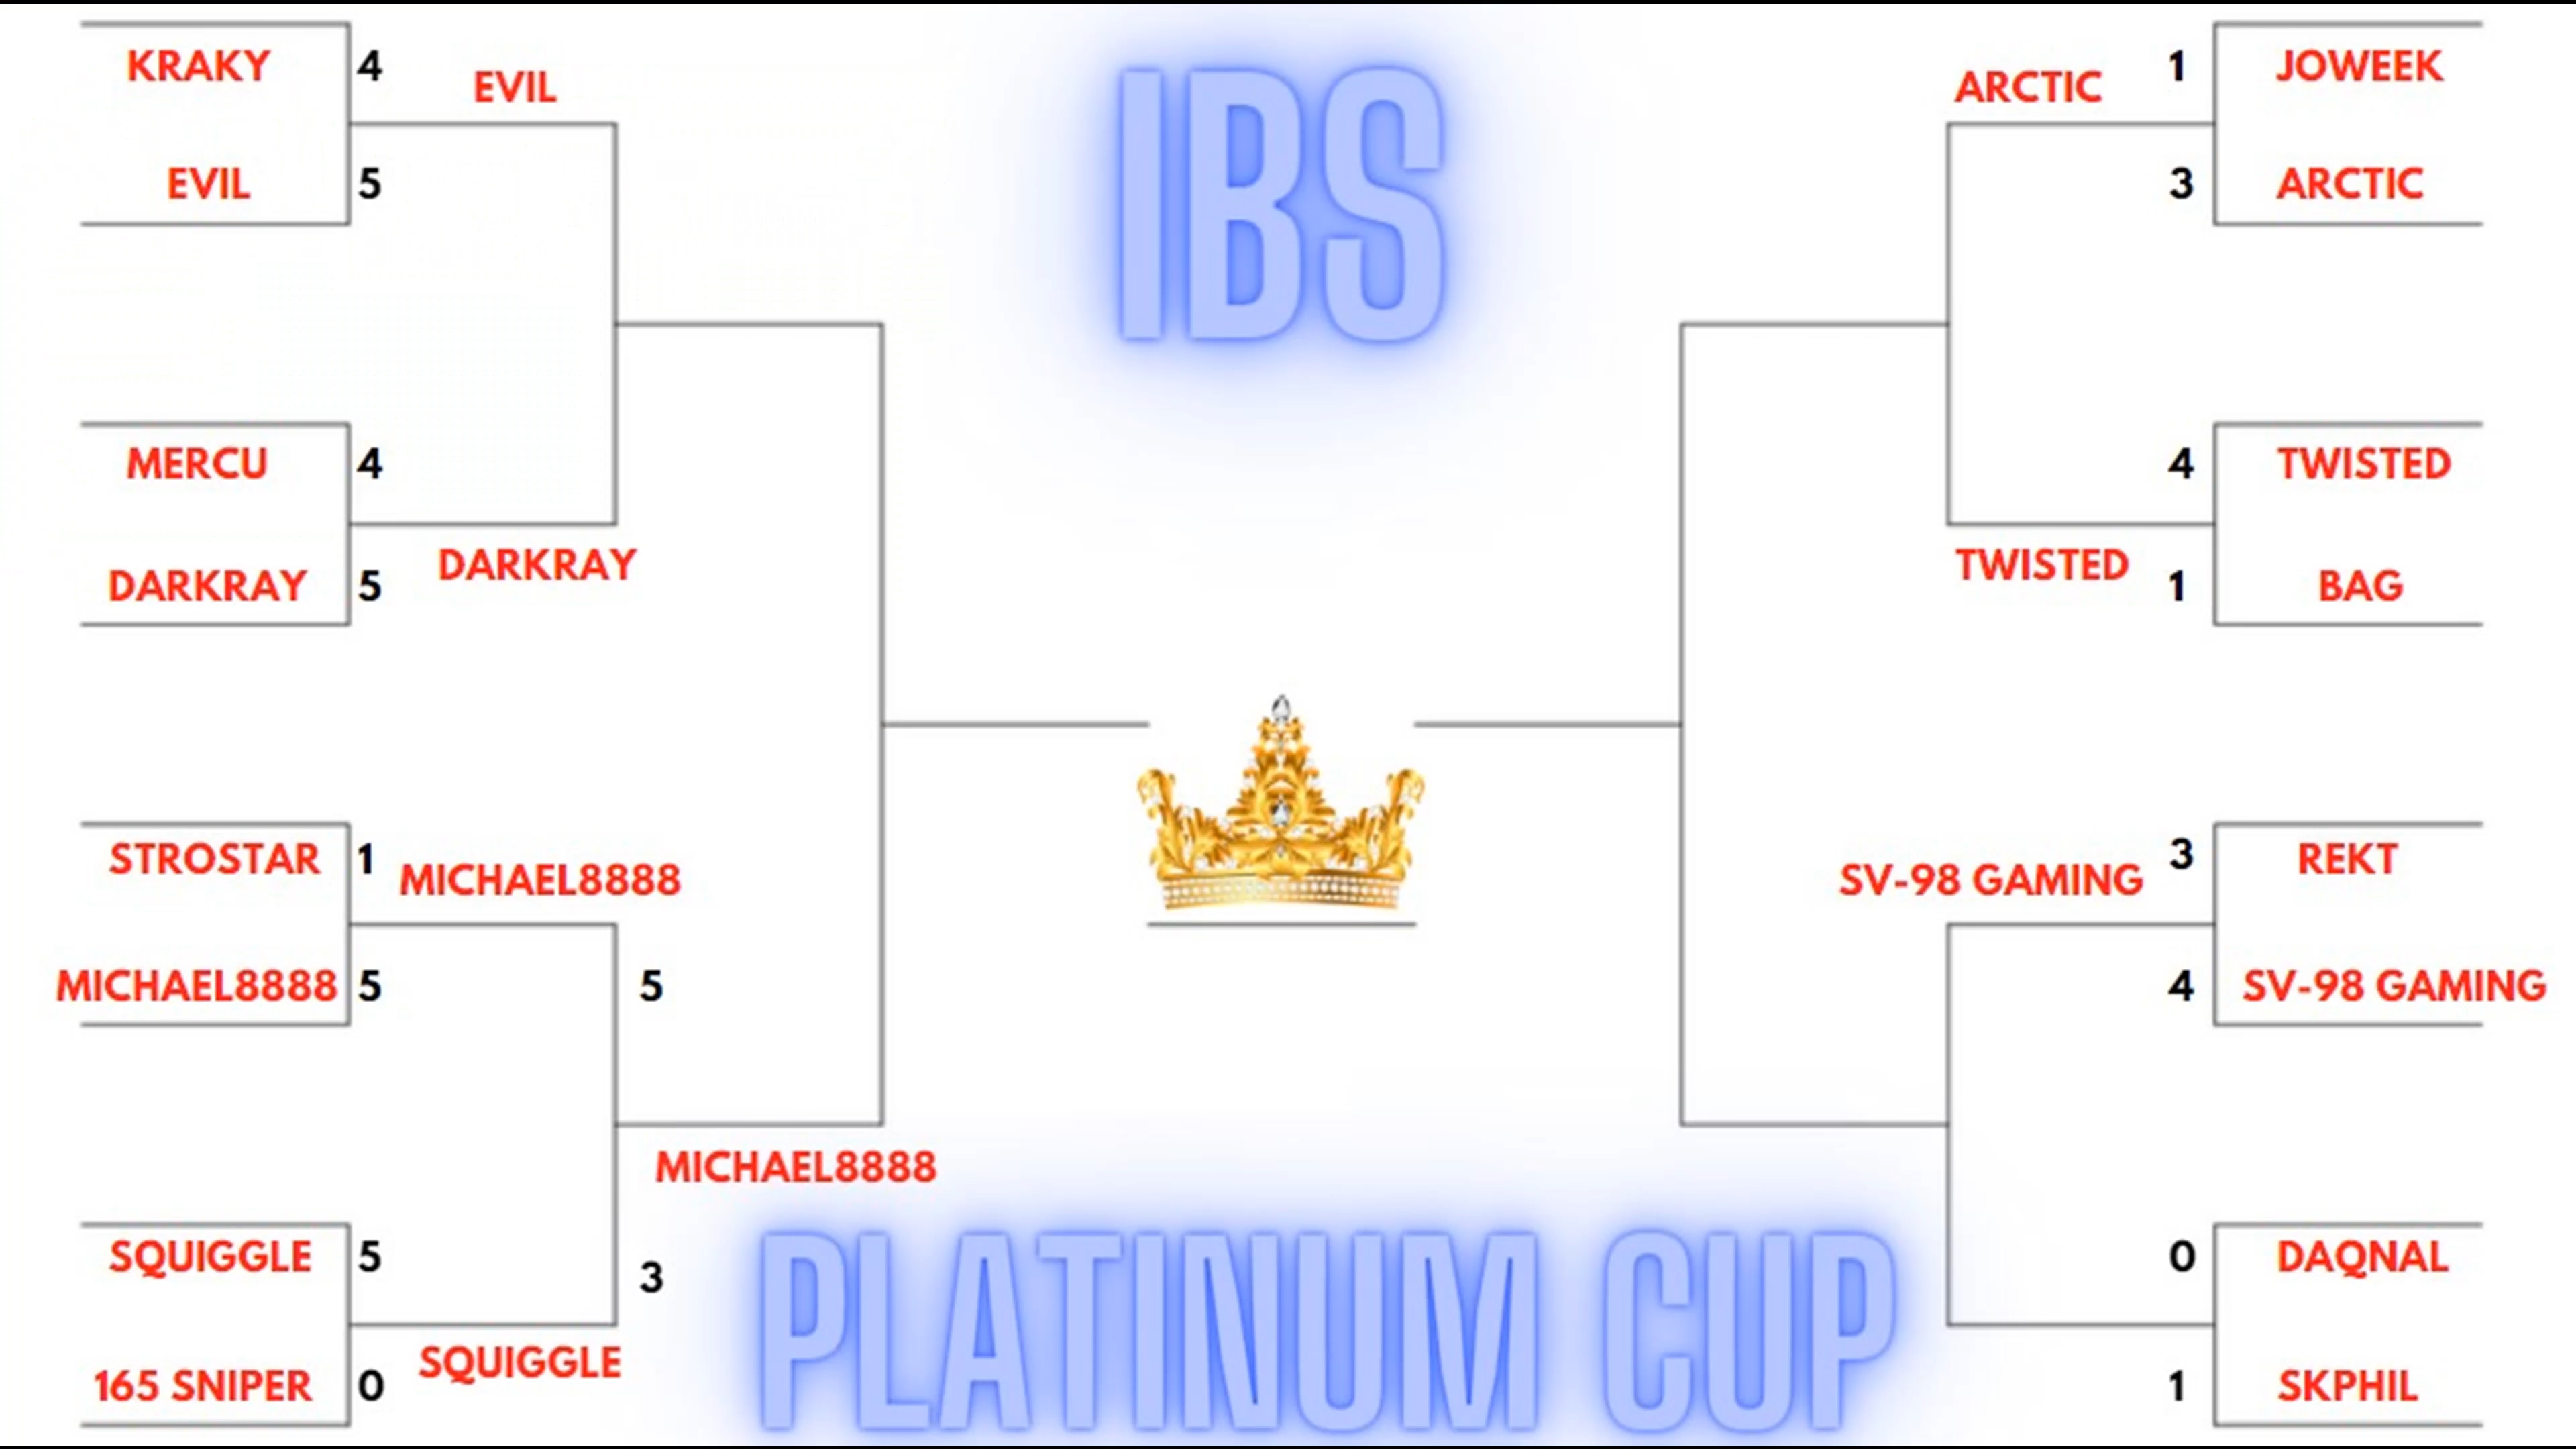 KRAKY 4
EVIL
EVIL 5
MERCU 4
DARKRAY 5
DARKRAY
STROSTAR 1
MICHAEL8888
MICHAEL8888 5
5
MICHAEL8888
SQUIGGLE 5
3
SQUIGGLE
165 SNIPER 0
IBS
PLATINUM CUP
1 JOWEEK
ARCTIC
3 ARCTIC
4 TWISTED
TWISTED
1 BAG
3 REKT
SV-98 GAMING
4 SV-98 GAMING
0 DAQNAL
1 SKPHIL